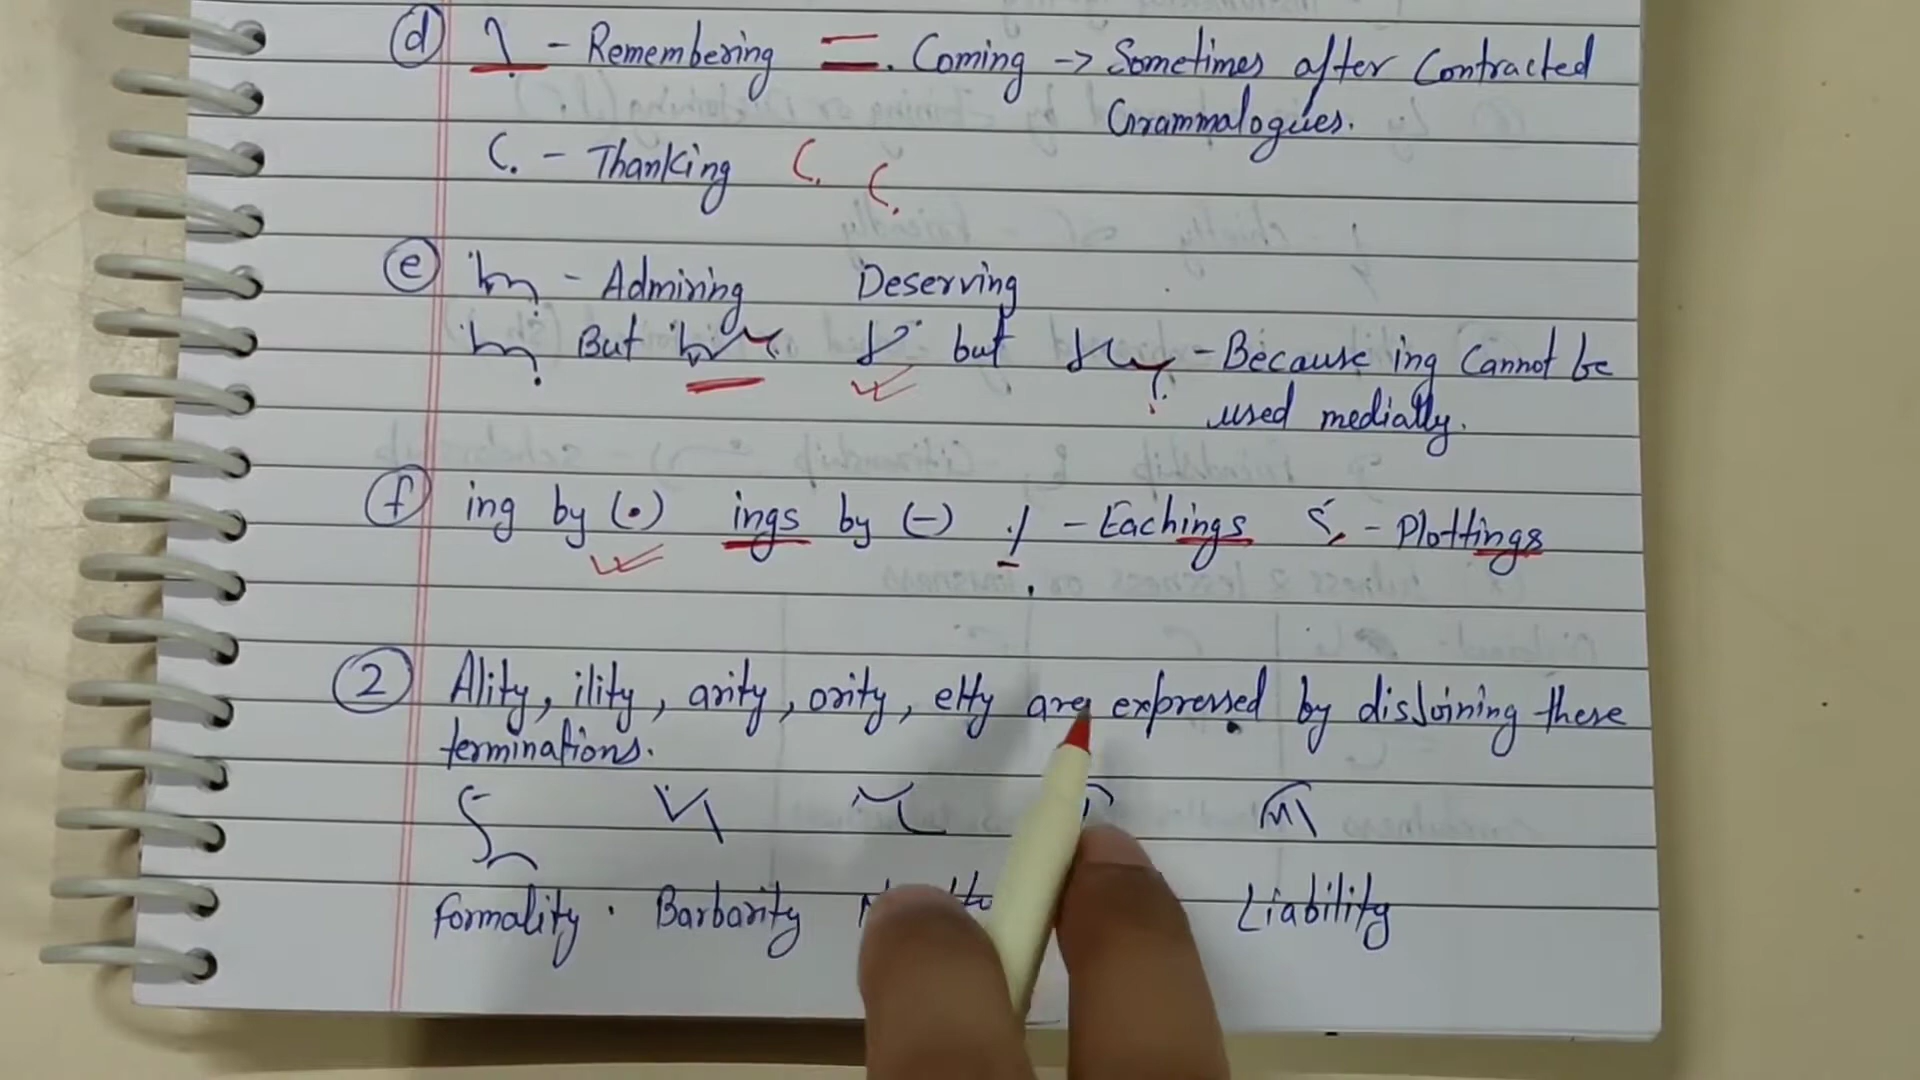 (d) - Remembering = . Coming -> Sometimes after Contracted
Grammalogues.
- Thanking
(e) - Admiring Deserving
But but - Because ing Cannot be
used medially.
(f) ing by (•) ings by (-) - Eachings - Plottings
(2) Ality, ility, arity, ority, elty are expressed by disJoining these
terminations.
Formality . Barbarity Liability